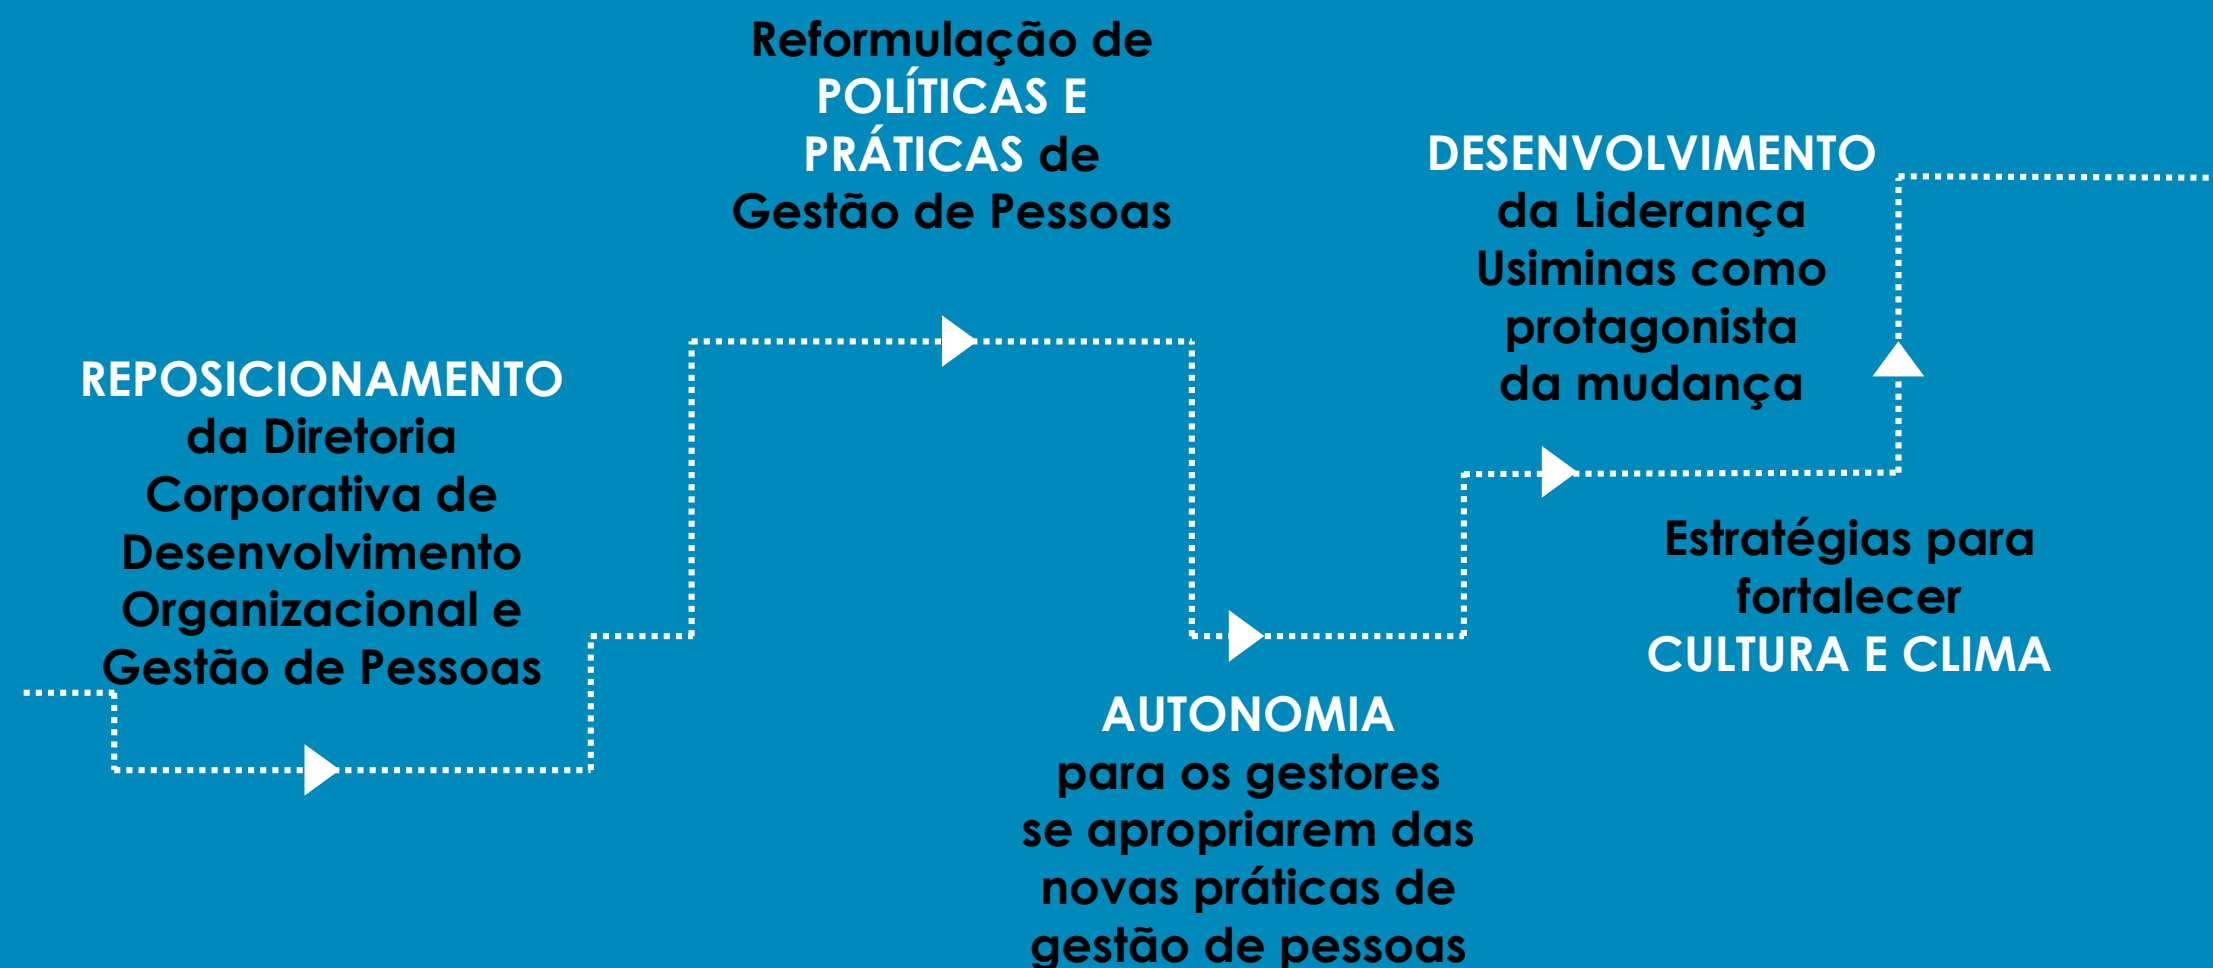 REPOSICIONAMENTO
da Diretoria
Corporativa de
Desenvolvimento
Organizacional e
Gestão de Pessoas
Reformulação de
POLÍTICAS E
PRÁTICAS de
Gestão de Pessoas
AUTONOMIA
para os gestores
se apropriarem das
novas práticas de
gestão de pessoas
DESENVOLVIMENTO
da Liderança
Usiminas como
protagonista
da mudança
Estratégias para
fortalecer
CULTURA E CLIMA